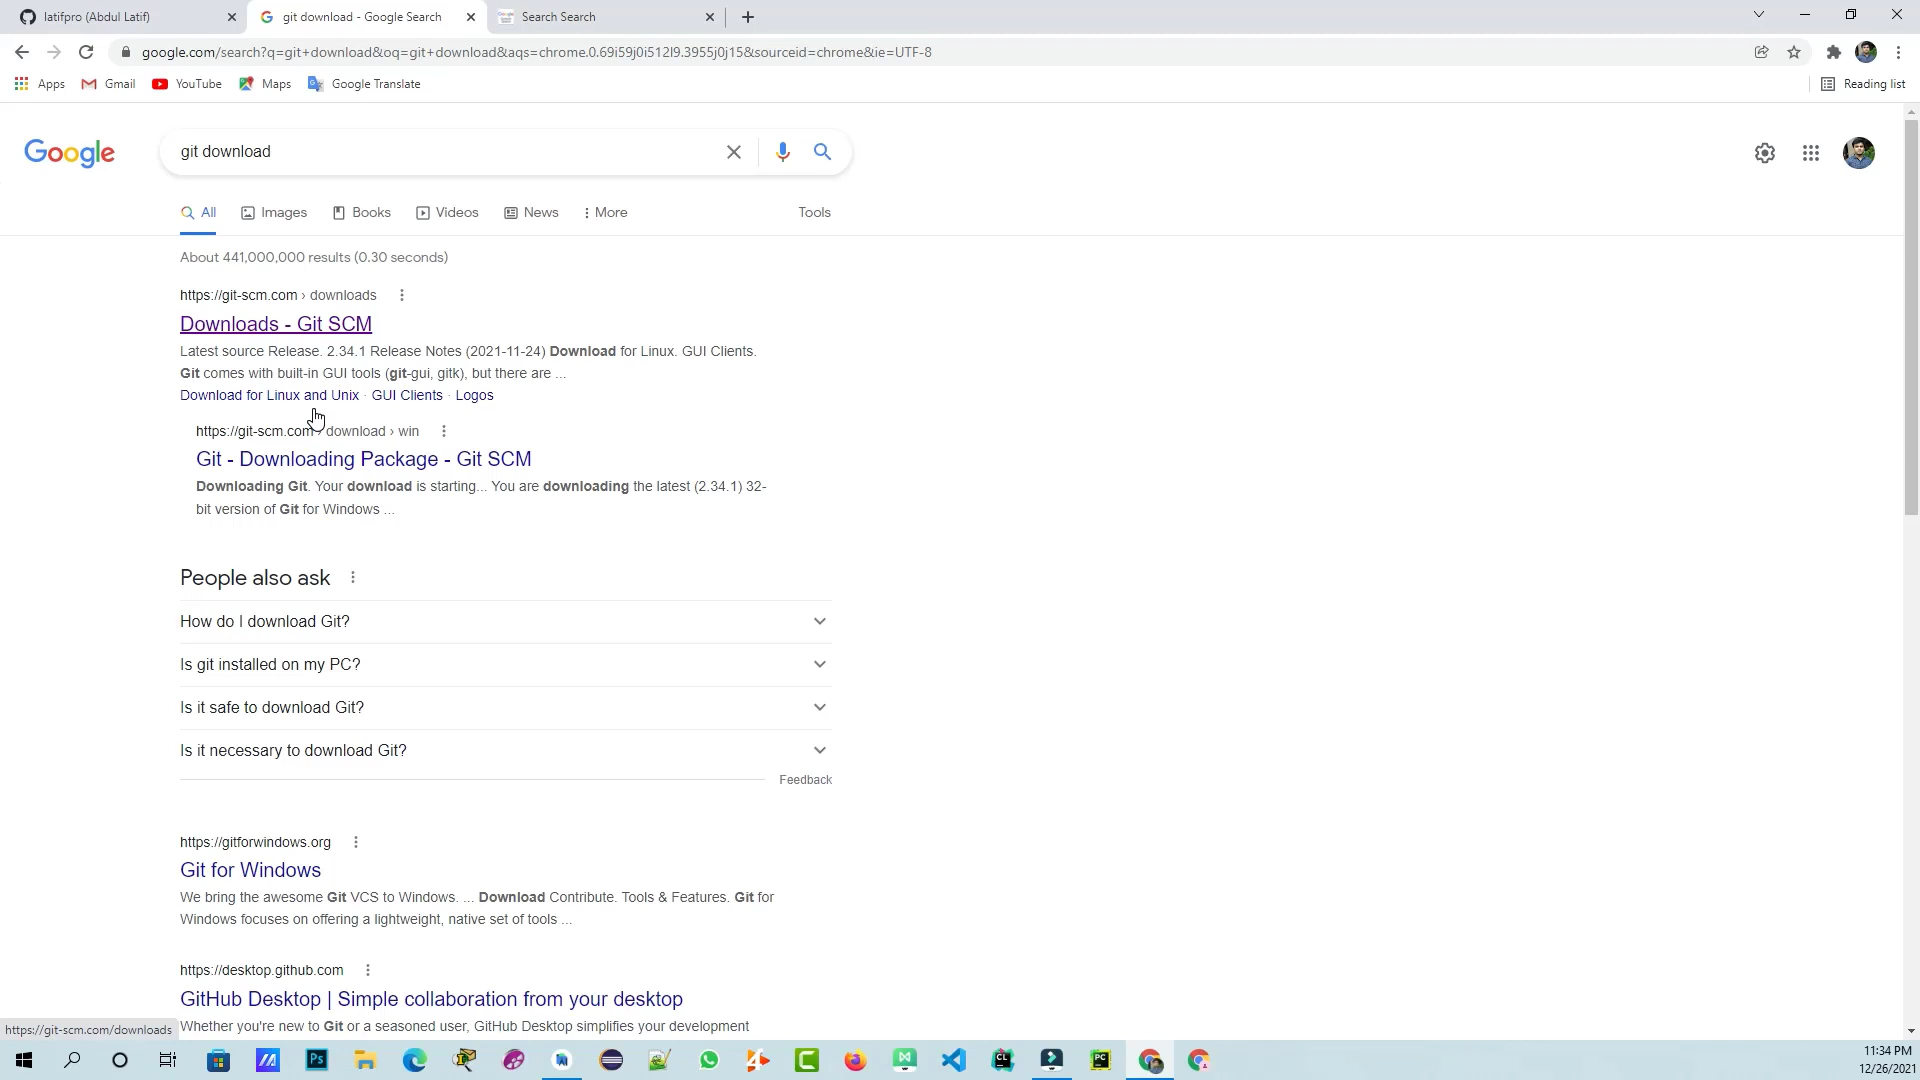 latifpro (Abdul Latif)
git download - Google Search
Search Search
google.com/search?q=git+download&oq=git+download&aqs=chrome.0.69i59j0i512l9.3955j0j15&sourceid=chrome&ie=UTF-8
Apps
Gmail
YouTube
Maps
Google Translate
Reading list
Google
git download
All
Images
Books
Videos
News
More
Tools
About 441,000,000 results (0.30 seconds)
https://git-scm.com › downloads
Downloads - Git SCM
Latest source Release. 2.34.1 Release Notes (2021-11-24) Download for Linux. GUI Clients.
Git comes with built-in GUI tools (git-gui, gitk), but there are ...
Download for Linux and Unix · GUI Clients · Logos
https://git-scm.com › download › win
Git - Downloading Package - Git SCM
Downloading Git. Your download is starting... You are downloading the latest (2.34.1) 32-
bit version of Git for Windows ...
People also ask
How do I download Git?
Is git installed on my PC?
Is it safe to download Git?
Is it necessary to download Git?
Feedback
https://gitforwindows.org
Git for Windows
We bring the awesome Git VCS to Windows. ... Download Contribute. Tools & Features. Git for
Windows focuses on offering a lightweight, native set of tools ...
https://desktop.github.com
GitHub Desktop | Simple collaboration from your desktop
Whether you're new to Git or a seasoned user, GitHub Desktop simplifies your development
https://git-scm.com/downloads
Ps
CL
PC
11:34 PM
12/26/2021